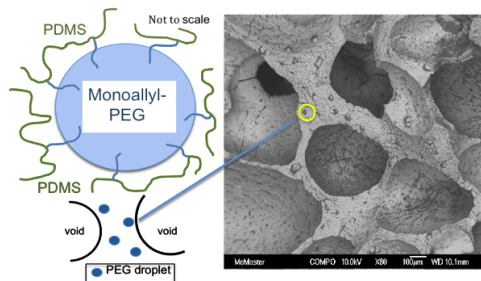 Not to scale
PDMS
Monoallyl-
PEG
PDMS
void
void
PEG droplet
McMaster COMPO 10.0kV X80 100µm WD 10.1mm